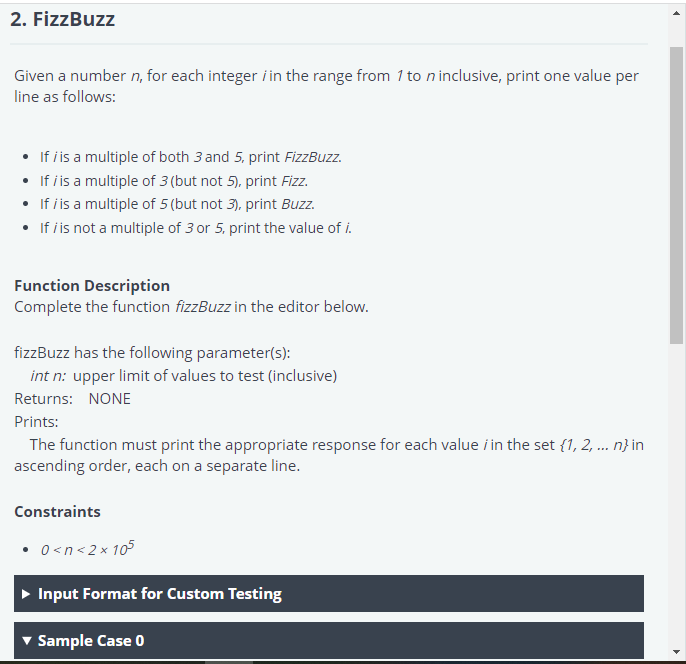 2. FizzBuzz
Given a number n, for each integer i in the range from 1 to n inclusive, print one value per
line as follows:
• If i is a multiple of both 3 and 5, print FizzBuzz.
• If i is a multiple of 3 (but not 5), print Fizz.
• If i is a multiple of 5 (but not 3), print Buzz.
• If i is not a multiple of 3 or 5, print the value of i.
Function Description
Complete the function fizzBuzz in the editor below.
fizzBuzz has the following parameter(s):
int n: upper limit of values to test (inclusive)
Returns: NONE
Prints:
The function must print the appropriate response for each value i in the set {1, 2, ... n} in
ascending order, each on a separate line.
Constraints
• 0 < n < 2 × 10⁵
▶ Input Format for Custom Testing
▼ Sample Case 0